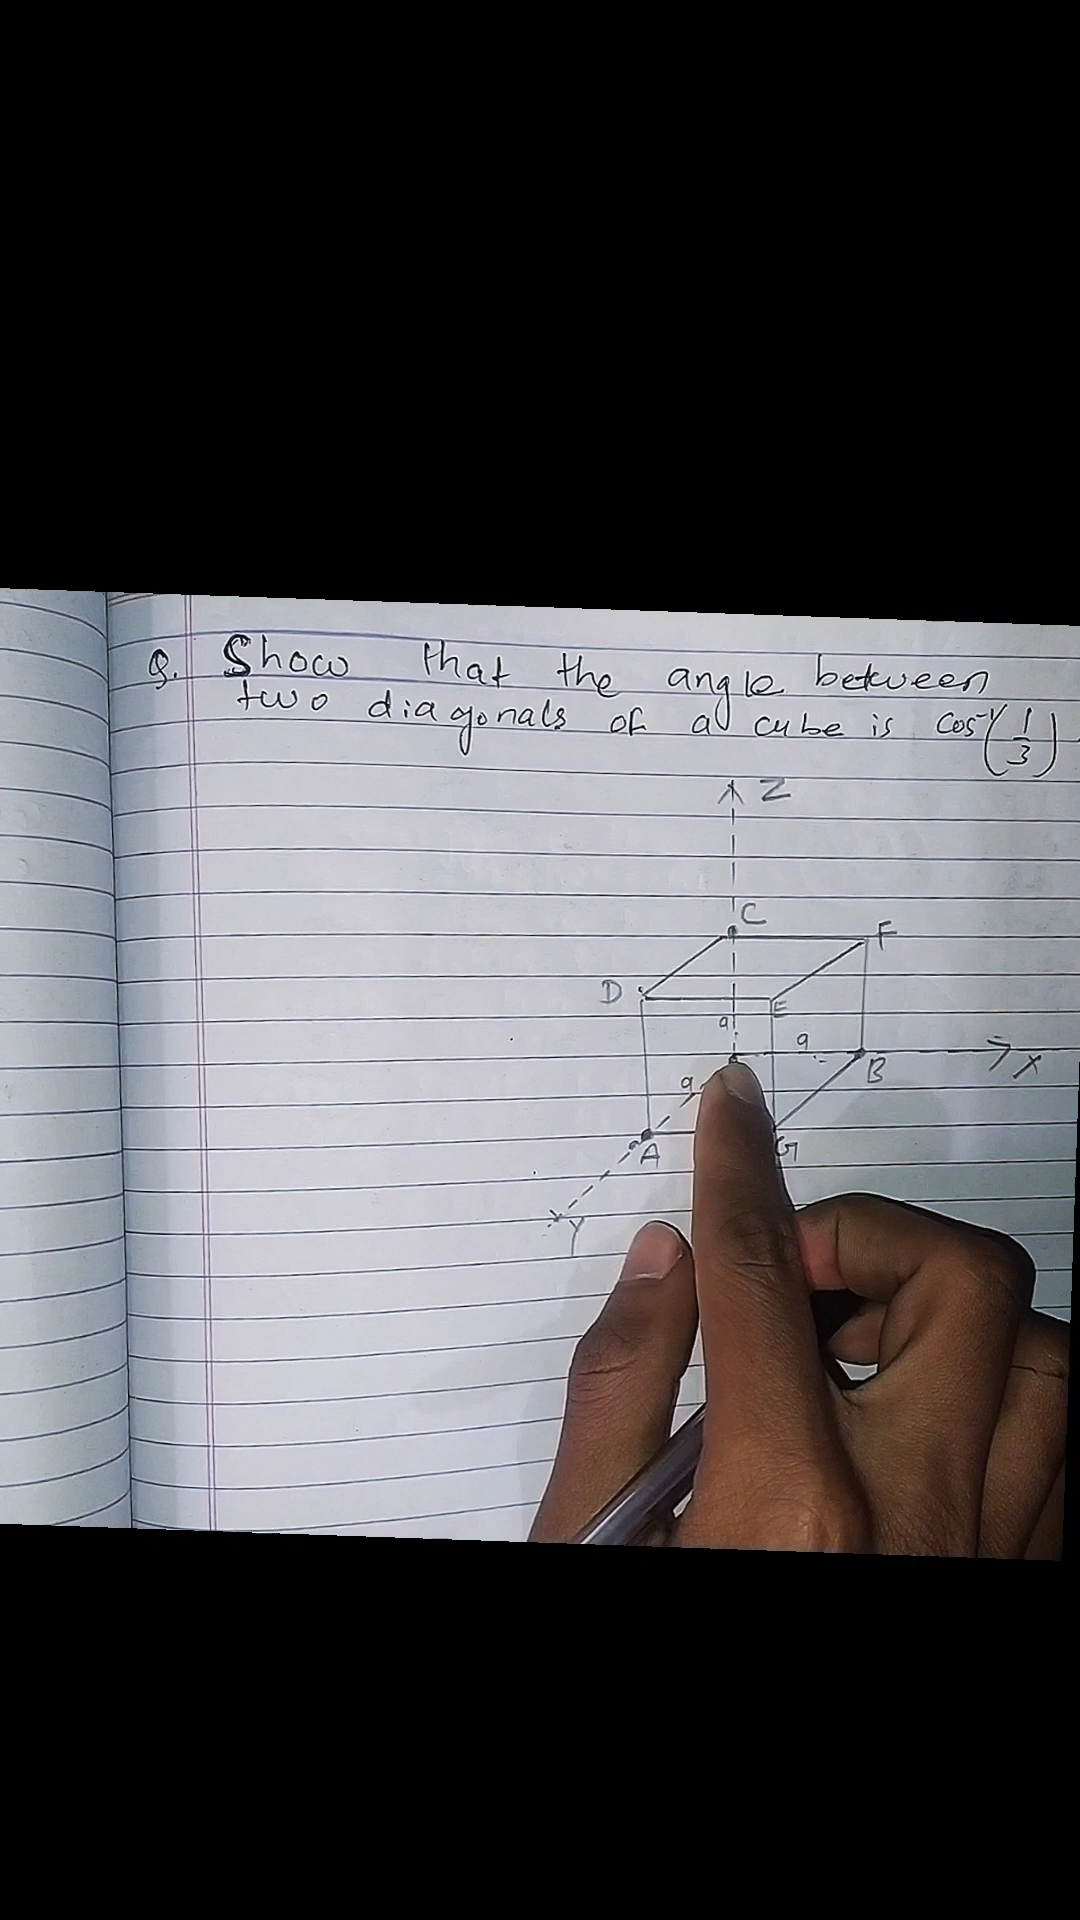 Q. Show that the angle between
two diagonals of a cube is cos⁻¹(1/3).
Z
C
F
D
E
a
a
X
B
a
A
G
Y